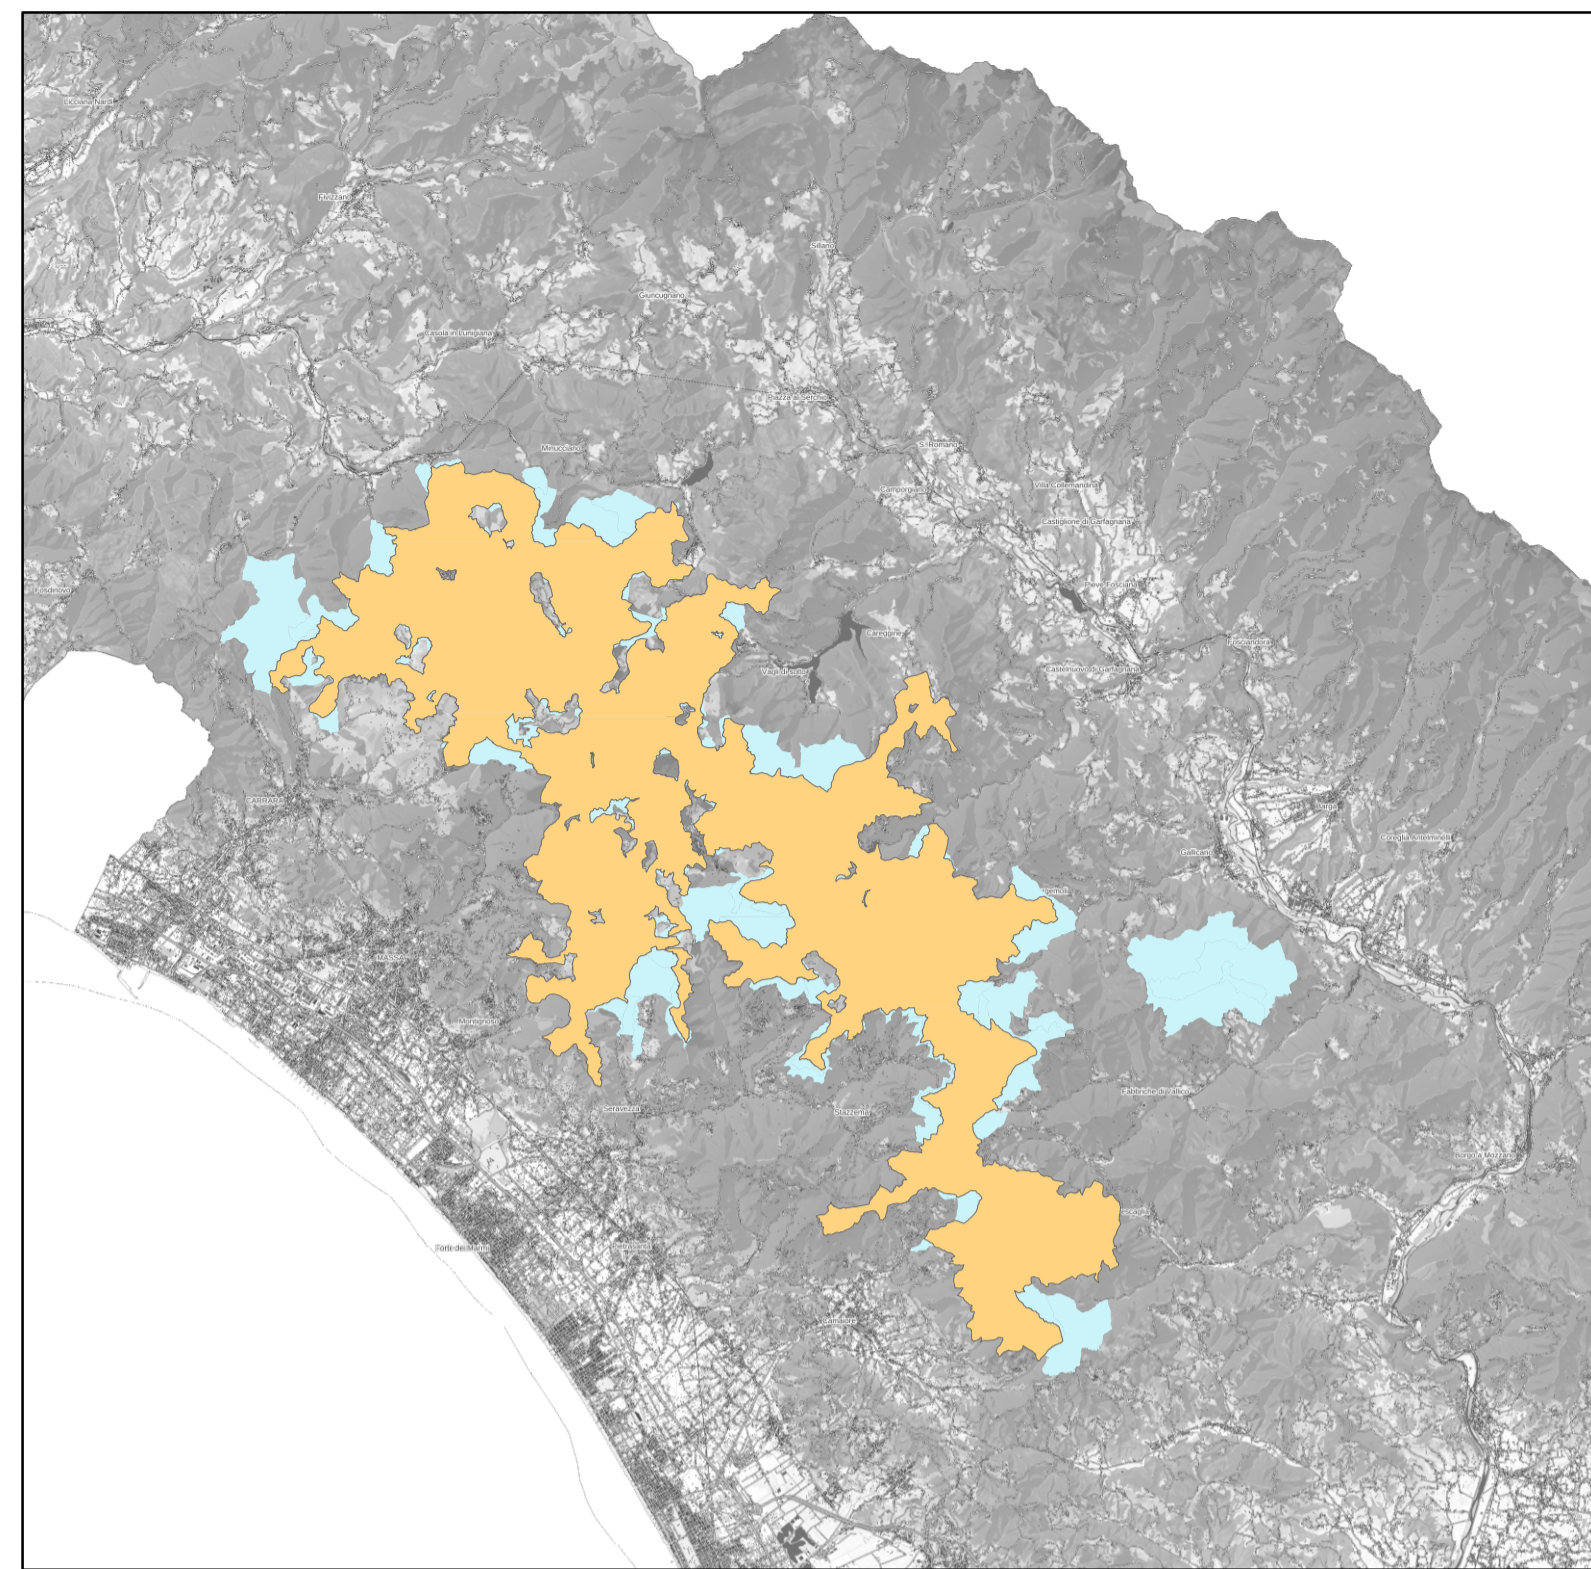 Licciana Nardi
Fivizzano
Sillano
Giuncugnano
Casola in Lunigiana
Piazza al Serchio
Minucciano
S. Romano
Camporgiano
Villa Collemandina
Castiglione di Garfagnana
Pieve Fosciana
Fosdinovo
Careggine
Fosciandora
Vagli di sotto
Castelnuovo di Garfagnana
CARRARA
Barga
Coreglia Antelminelli
Gallicano
ergemoli
MASSA
Montignoso
Fabbriche di Vallico
Seravezza
Stazzema
Borgo a Mozzano
escaglia
Forte dei Marmi
Pietrasanta
Camaiore